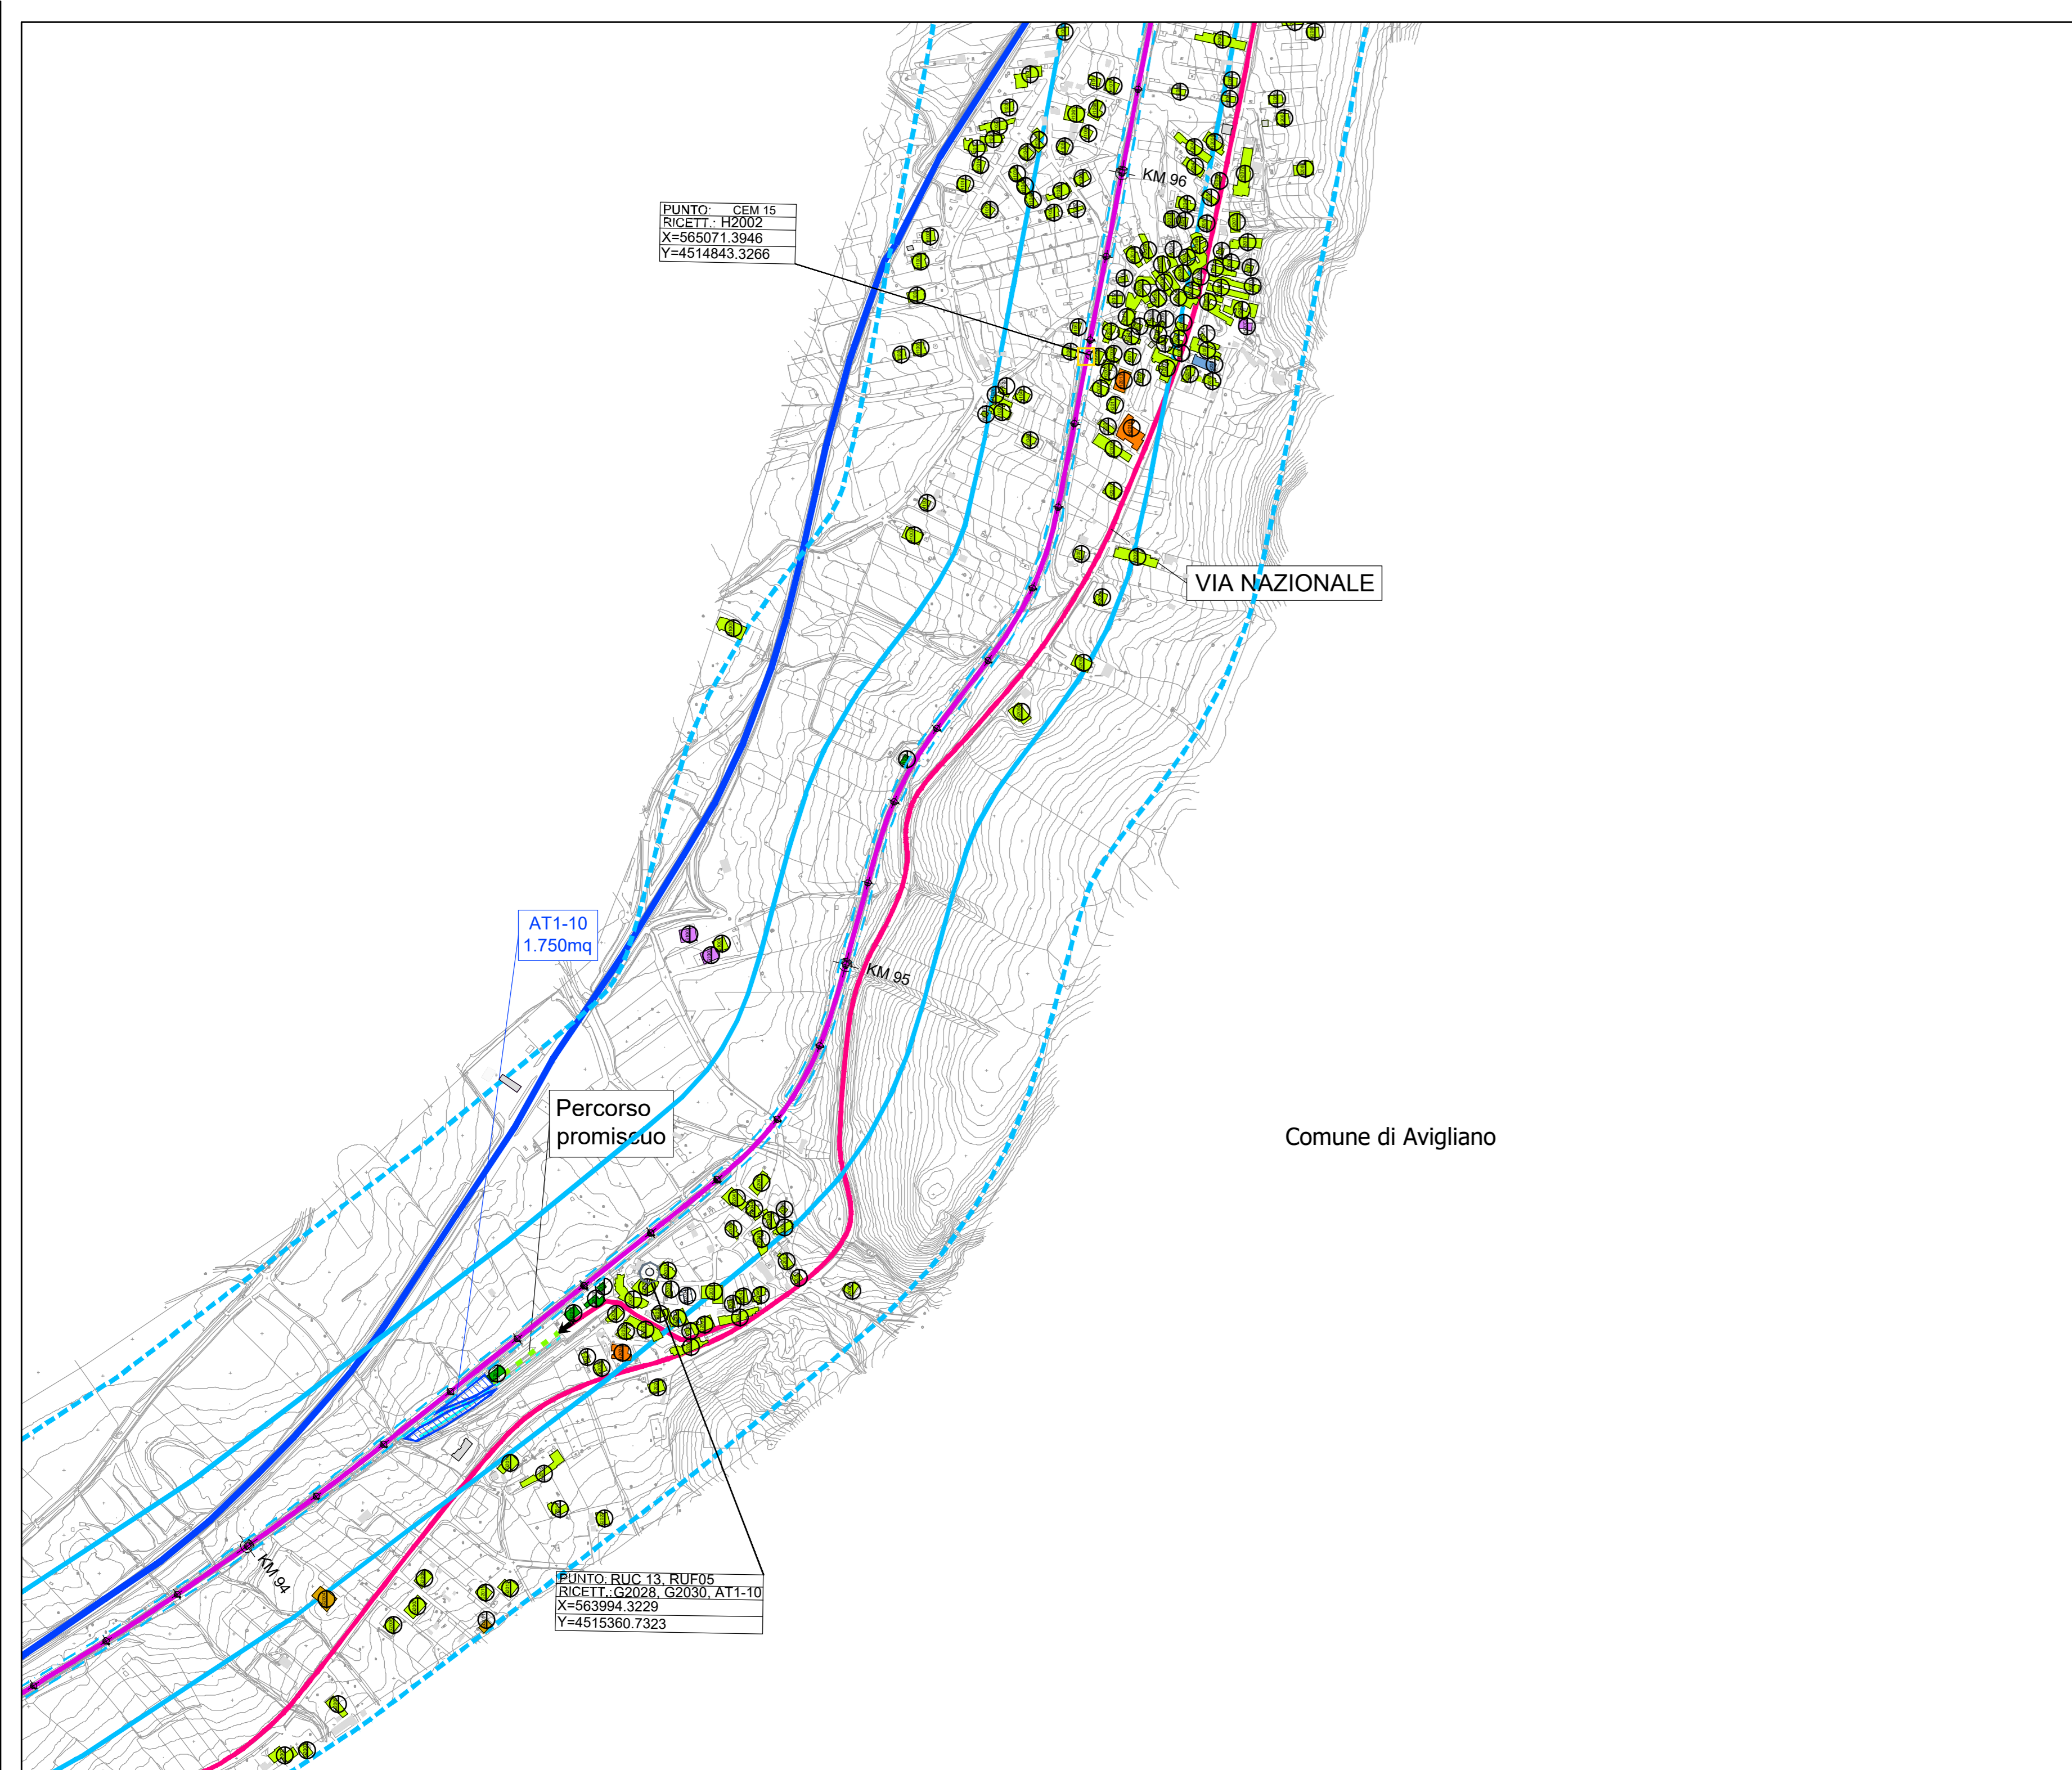 KM 96
PUNTO: CEM 15
RICETT.: H2002
X=565071.3946
Y=4514843.3266
VIA NAZIONALE
AT1-10
1.750mq
KM 95
Percorso
promiscuo
Comune di Avigliano
KM 94
PUNTO. RUC 13, RUF05
RICETT.:G2028, G2030, AT1-10
X=563994.3229
Y=4515360.7323